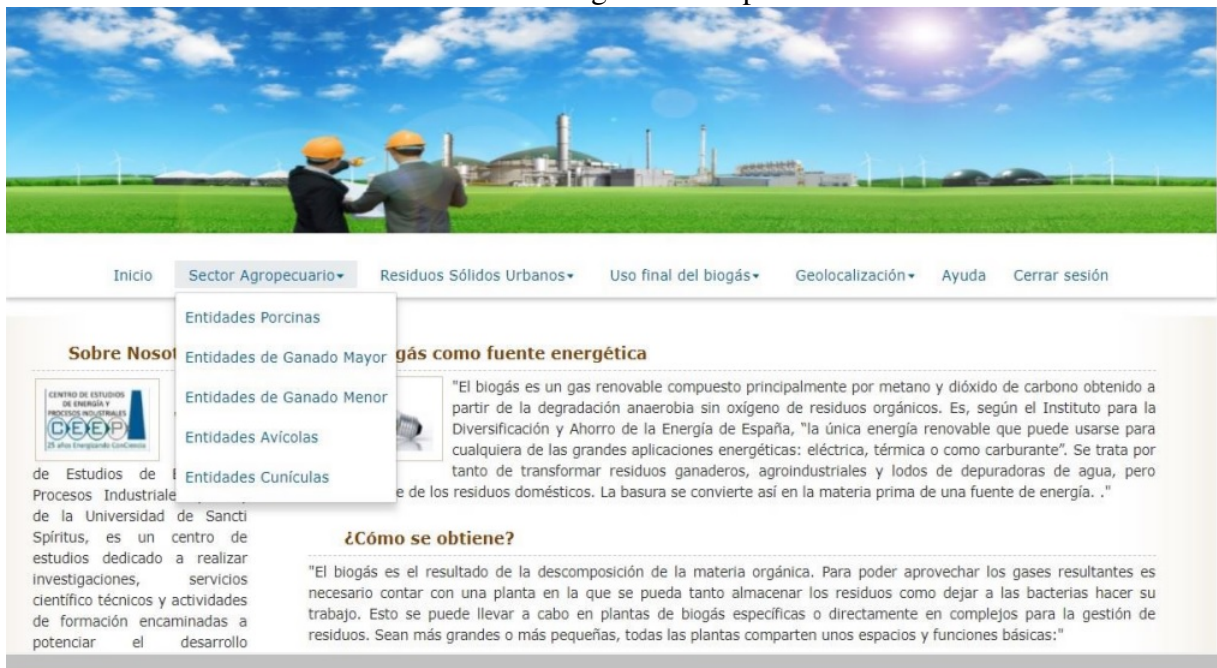 Inicio Sector Agropecuario Residuos Sólidos Urbanos Uso final del biogás Geolocalización Ayuda Cerrar sesión
Entidades Porcinas
Entidades de Ganado Mayor
Entidades de Ganado Menor
Entidades Avícolas
Entidades Cunículas
Sobre Nosot
CENTRO DE ESTUDIOS
DE ENERGÍA Y
PROCESOS INDUSTRIALES
CEEP
25 años Energizando ConCiencia
de Estudios de E
Procesos Industriale
de la Universidad de Sancti
Spíritus, es un centro de
estudios dedicado a realizar
investigaciones, servicios
científico técnicos y actividades
de formación encaminadas a
potenciar el desarrollo
gás como fuente energética
"El biogás es un gas renovable compuesto principalmente por metano y dióxido de carbono obtenido a
partir de la degradación anaerobia sin oxígeno de residuos orgánicos. Es, según el Instituto para la
Diversificación y Ahorro de la Energía de España, "la única energía renovable que puede usarse para
cualquiera de las grandes aplicaciones energéticas: eléctrica, térmica o como carburante". Se trata por
tanto de transformar residuos ganaderos, agroindustriales y lodos de depuradoras de agua, pero
e de los residuos domésticos. La basura se convierte así en la materia prima de una fuente de energía. ."
¿Cómo se obtiene?
"El biogás es el resultado de la descomposición de la materia orgánica. Para poder aprovechar los gases resultantes es
necesario contar con una planta en la que se pueda tanto almacenar los residuos como dejar a las bacterias hacer su
trabajo. Esto se puede llevar a cabo en plantas de biogás específicas o directamente en complejos para la gestión de
residuos. Sean más grandes o más pequeñas, todas las plantas comparten unos espacios y funciones básicas:"